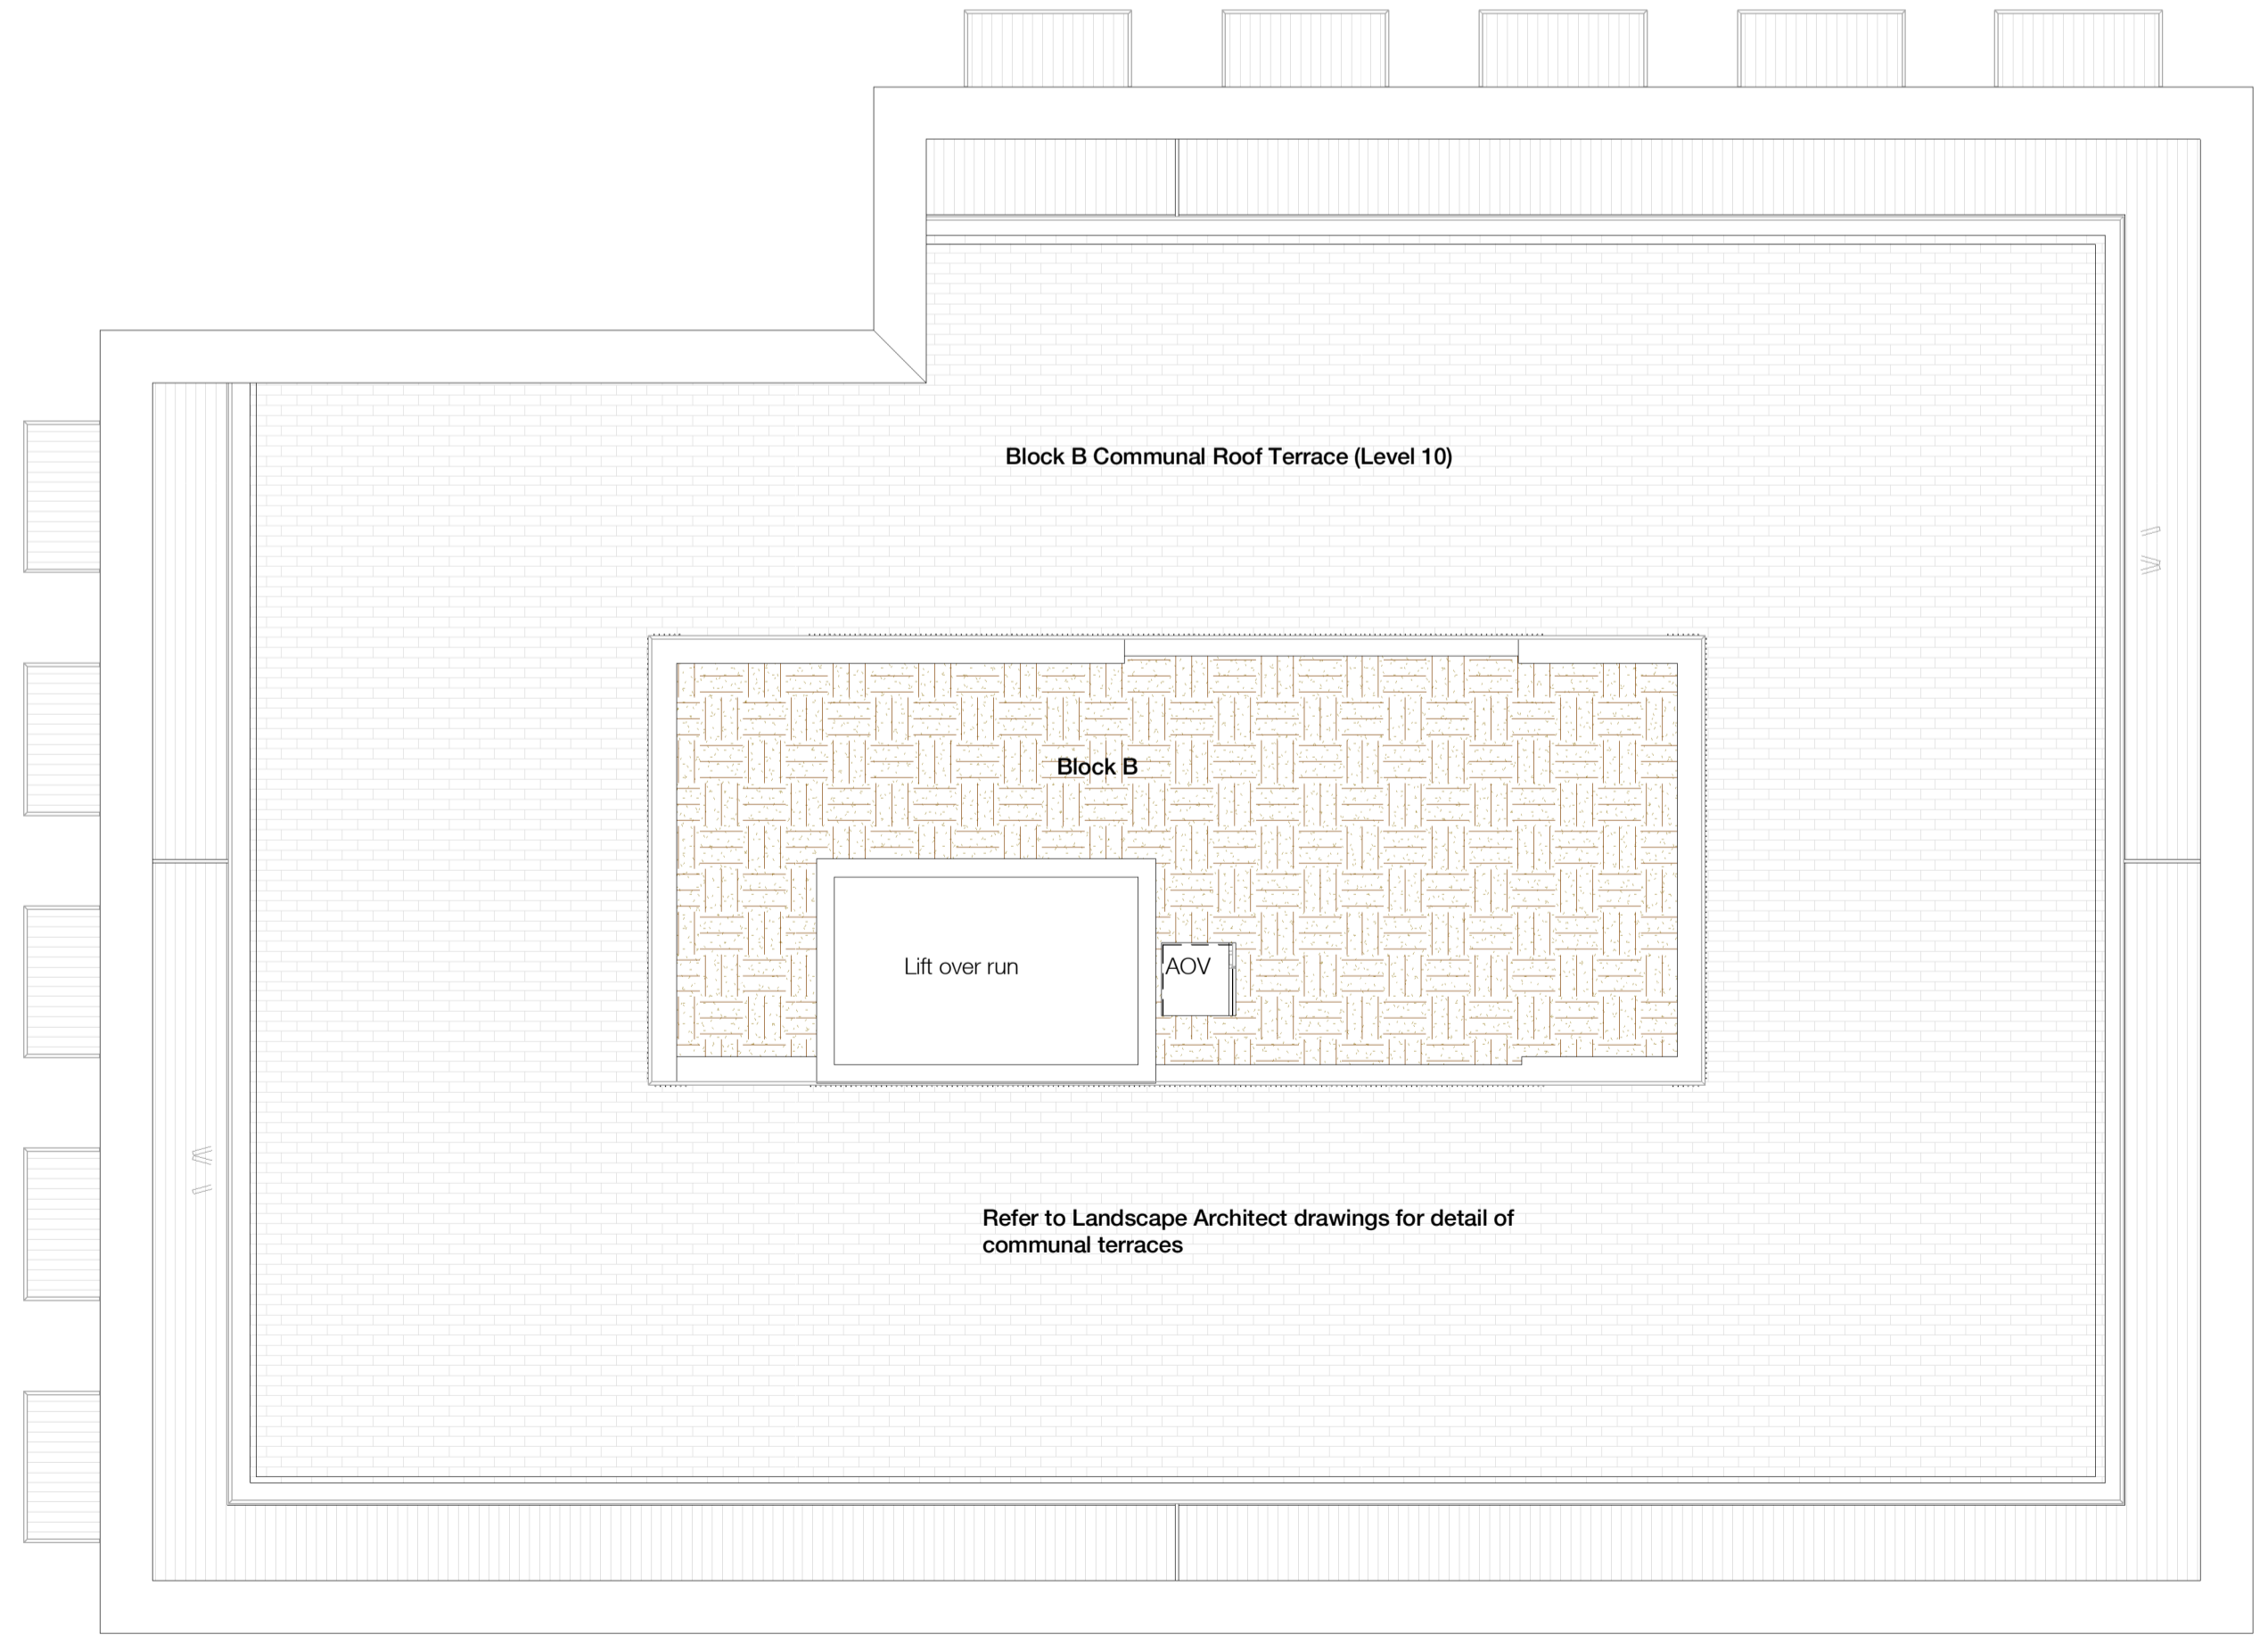 Block B Communal Roof Terrace (Level 10)
Block B
Lift over run
AOV
Refer to Landscape Architect drawings for detail of
communal terraces